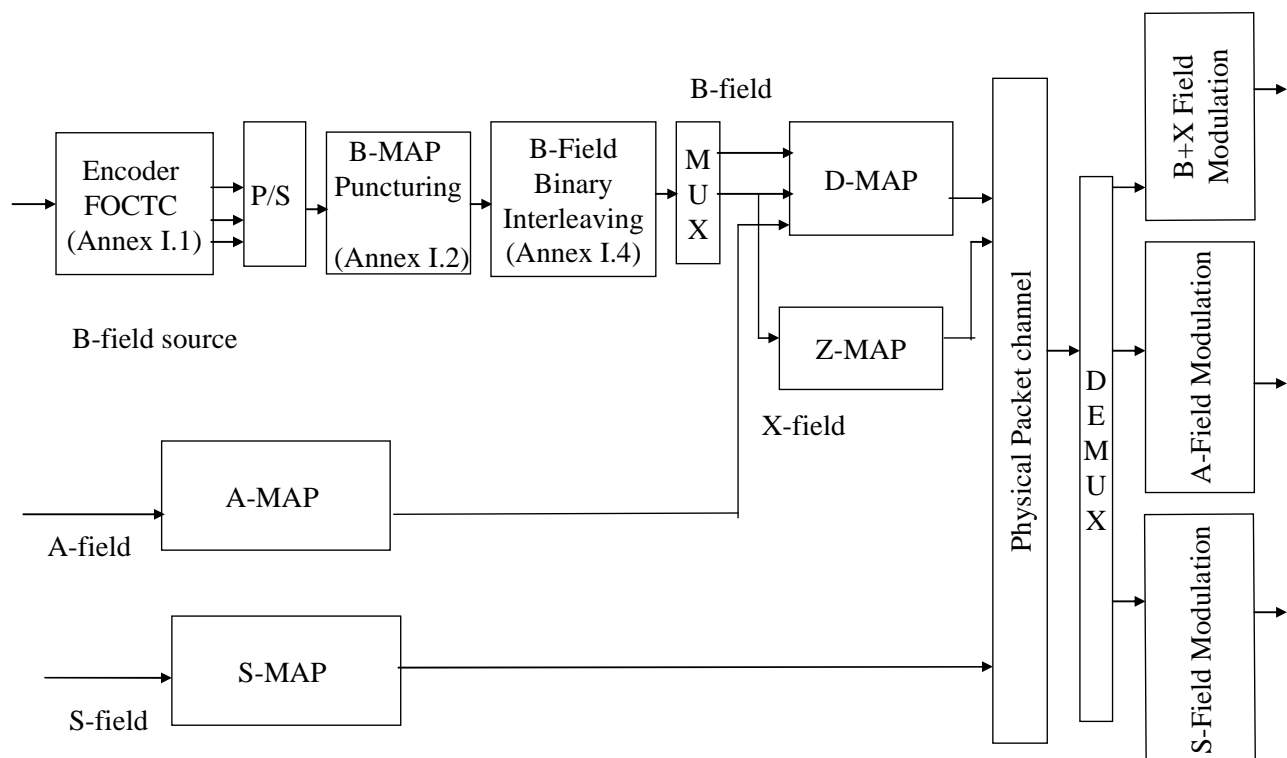 B-field
Encoder
FOCTC
(Annex I.1)
P/S
B-MAP
Puncturing
(Annex I.2)
B-Field
Binary
Interleaving
(Annex I.4)
M
U
X
D-MAP
Z-MAP
X-field
B-field source
A-MAP
A-field
S-MAP
S-field
Physical Packet channel
D
E
M
U
X
B+X Field
Modulation
A-Field Modulation
S-Field Modulation